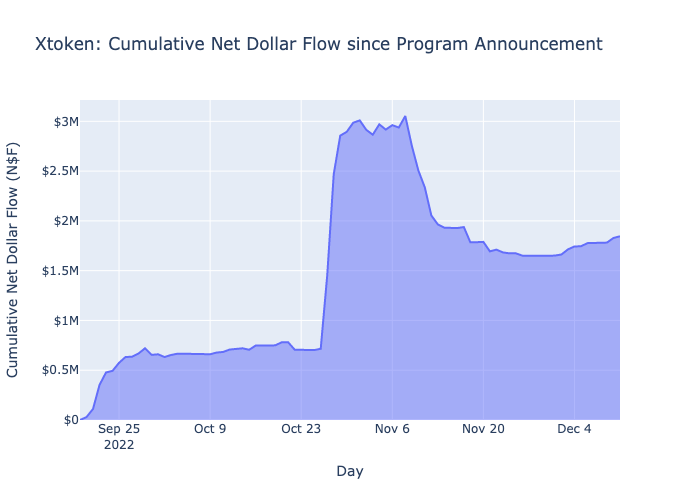 Xtoken: Cumulative Net Dollar Flow since Program Announcement
Cumulative Net Dollar Flow (N$F)
$3M
$2.5M
$2M
$1.5M
$1M
$0.5M
$0
Sep 25
2022
Oct 9
Oct 23
Nov 6
Nov 20
Dec 4
Day